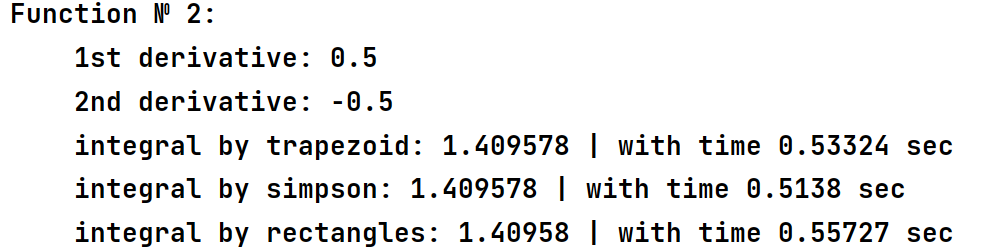 Function № 2:
1st derivative: 0.5
2nd derivative: -0.5
integral by trapezoid: 1.409578 | with time 0.53324 sec
integral by simpson: 1.409578 | with time 0.5138 sec
integral by rectangles: 1.40958 | with time 0.55727 sec